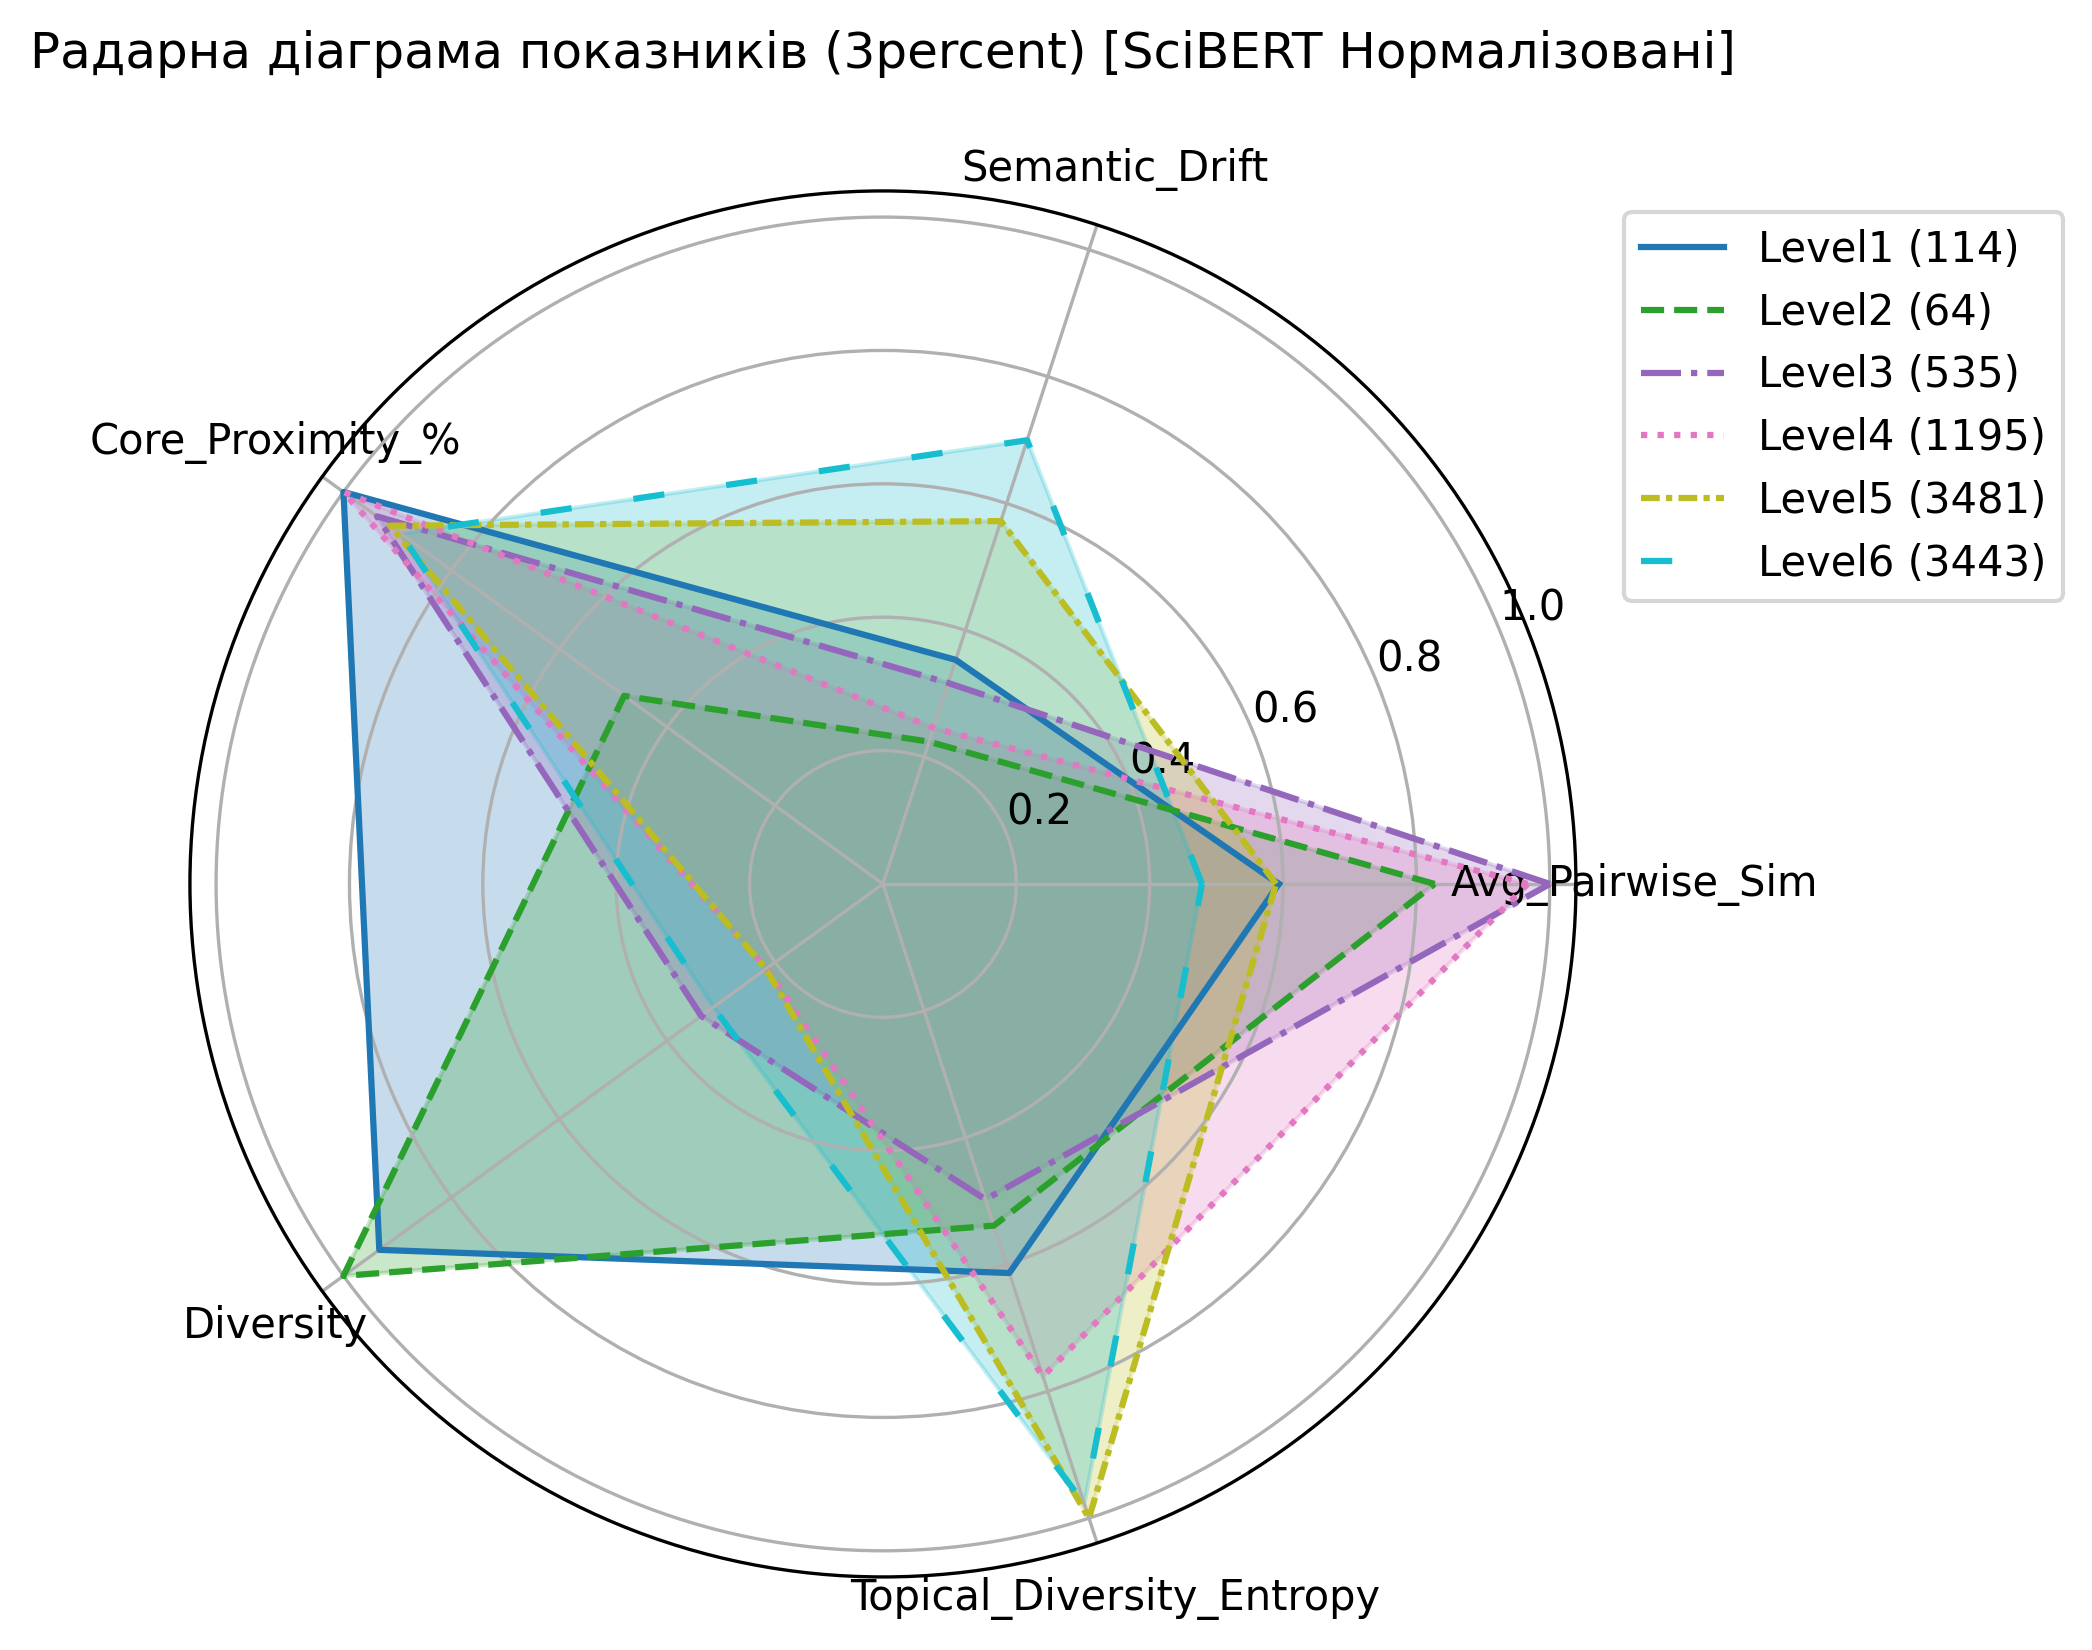 Радарна діаграма показників (3percent) [SciBERT Нормалізовані]
Semantic_Drift
Level1 (114)
Level2 (64)
Level3 (535)
Level4 (1195)
Level5 (3481)
Level6 (3443)
Core_Proximity_%
1.0
0.8
0.6
0.4
0.2
Avg_Pairwise_Sim
Diversity
Topical_Diversity_Entropy